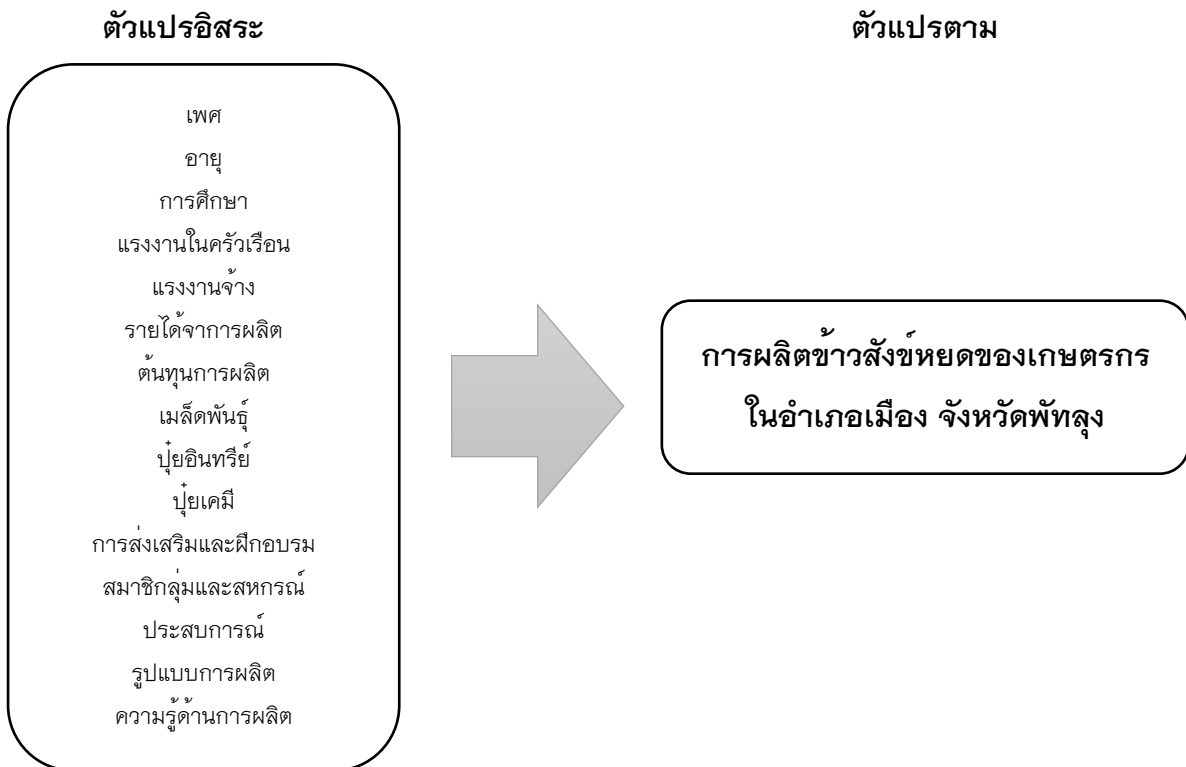 ตัวแปรอิสระ
เพศ
อายุ
การศึกษา
แรงงานในครัวเรือน
แรงงานจ้าง
รายได้จาการผลิต
ต้นทุนการผลิต
เมล็ดพันธุ์
ปุ๋ยอินทรีย์
ปุ๋ยเคมี
การส่งเสริมและฝึกอบรม
สมาชิกลุ่มและสหกรณ์
ประสบการณ์
รูปแบบการผลิต
ความรู้ด้านการผลิต
ตัวแปรตาม
การผลิตข้าวสังข์หยดของเกษตรกร
ในอำเภอเมือง จังหวัดพัทลุง